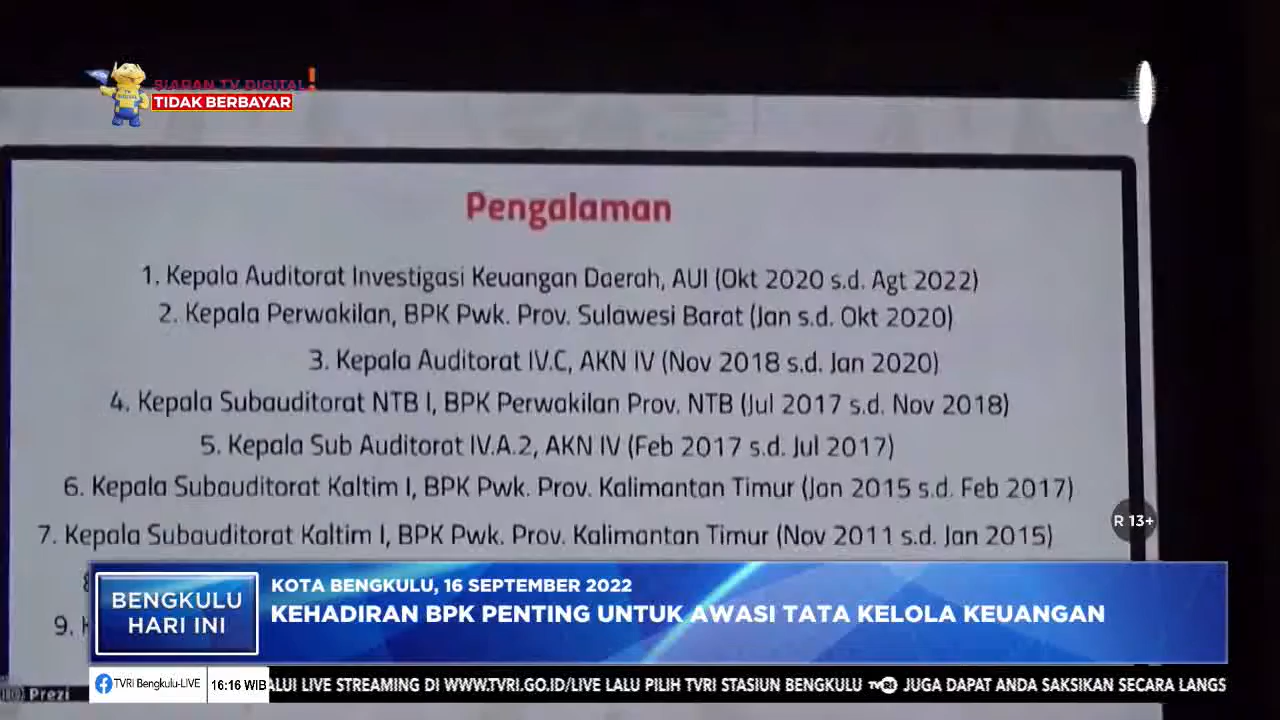 SIARAN TV DIGITAL!
TIDAK BERBAYAR
Pengalaman
1. Kepala Auditorat Investigasi Keuangan Daerah, AUI (Okt 2020 s.d. Agt 2022)
2. Kepala Perwakilan, BPK Pwk. Prov. Sulawesi Barat (Jan s.d. Okt 2020)
3. Kepala Auditorat IV.C, AKN IV (Nov 2018 s.d. Jan 2020)
4. Kepala Subauditorat NTB I, BPK Perwakilan Prov. NTB (Jul 2017 s.d. Nov 2018)
5. Kepala Sub Auditorat IV.A.2, AKN IV (Feb 2017 s.d. Jul 2017)
6. Kepala Subauditorat Kaltim I, BPK Pwk. Prov. Kalimantan Timur (Jan 2015 s.d. Feb 2017)
R 13+
7. Kepala Subauditorat Kaltim I, BPK Pwk. Prov. Kalimantan Timur (Nov 2011 s.d. Jan 2015)
9.
BENGKULU
HARI INI
KOTA BENGKULU, 16 SEPTEMBER 2022
KEHADIRAN BPK PENTING UNTUK AWASI TATA KELOLA KEUANGAN
Prezi
TVRI Bengkulu-LIVE
16:16 WIB
LIVE STREAMING DI WWW.TVRI.GO.ID/LIVE LALU PILIH TVRI STASIUN BENGKULU TVRI JUGA DAPAT ANDA SAKSIKAN SECARA LANGS